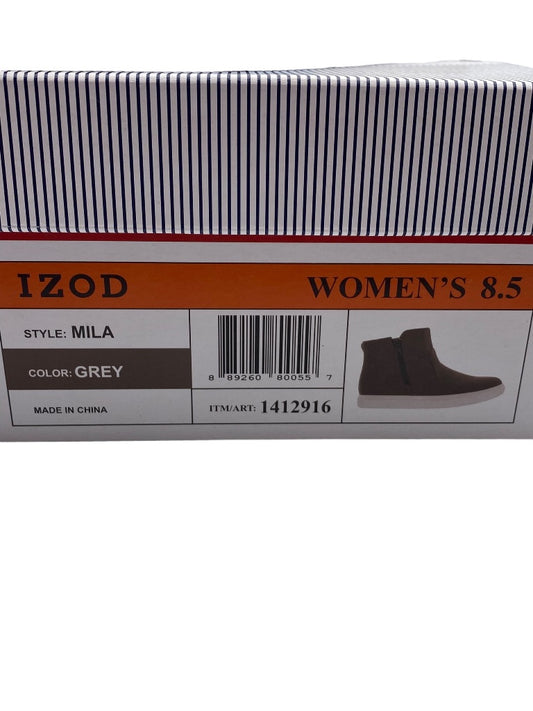 IZOD WOMEN'S 8.5
STYLE: MILA
COLOR: GREY
MADE IN CHINA
8 89260 80055 7
ITM/ART: 1412916